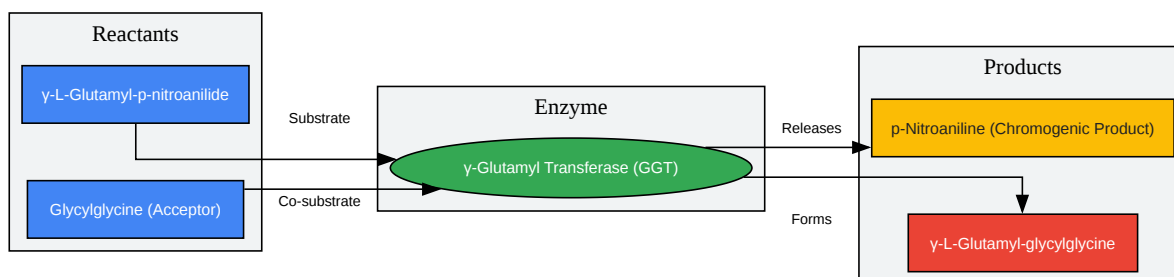 Reactants
γ-L-Glutamyl-p-nitroanilide
Glycylglycine (Acceptor)
Substrate
Co-substrate
Enzyme
γ-Glutamyl Transferase (GGT)
Releases
Forms
Products
p-Nitroaniline (Chromogenic Product)
γ-L-Glutamyl-glycylglycine